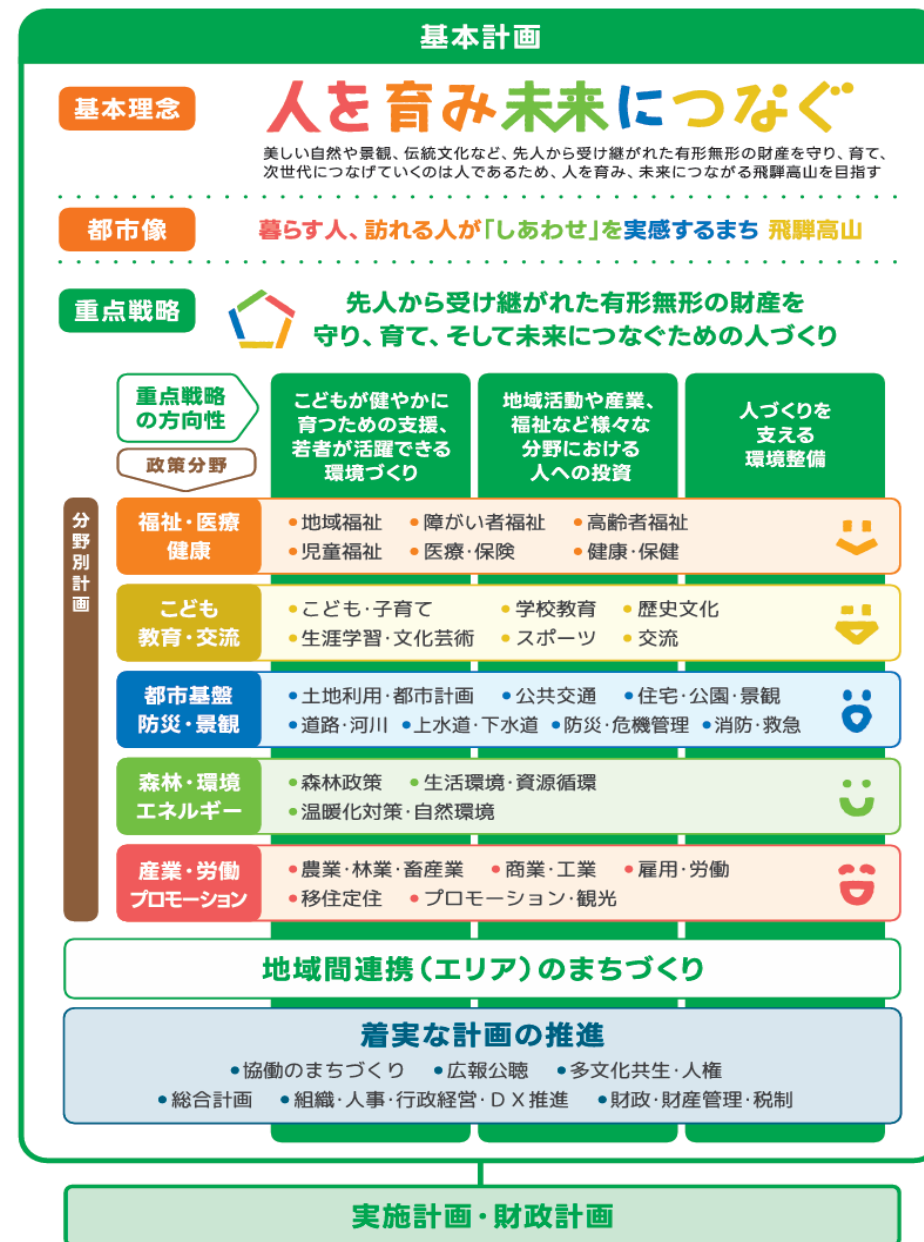 基本計画
基本理念
人を育み未来につなぐ
美しい自然や景観、伝統文化など、先人から受け継がれた有形無形の財産を守り、育て、
次世代につなげていくのは人であるため、人を育み、未来につながる飛騨高山を目指す
都市像
暮らす人、訪れる人が「しあわせ」を実感するまち 飛騨高山
重点戦略
先人から受け継がれた有形無形の財産を
守り、育て、そして未来につなぐための人づくり
重点戦略
の方向性
政策分野
こどもが健やかに
育つための支援、
若者が活躍できる
環境づくり
地域活動や産業、
福祉など様々な
分野における
人への投資
人づくりを
支える
環境整備
分野別計画
福祉・医療
健康
•地域福祉 •障がい者福祉 •高齢者福祉
•児童福祉 •医療・保険 •健康・保健
こども
教育・交流
•こども・子育て •学校教育 •歴史文化
•生涯学習・文化芸術 •スポーツ •交流
都市基盤
防災・景観
•土地利用・都市計画 •公共交通 •住宅・公園・景観
•道路・河川 •上水道・下水道 •防災・危機管理 •消防・救急
森林・環境
エネルギー
•森林政策 •生活環境・資源循環
•温暖化対策・自然環境
産業・労働
プロモーション
•農業・林業・畜産業 •商業・工業 •雇用・労働
•移住定住 •プロモーション・観光
地域間連携（エリア）のまちづくり
着実な計画の推進
•協働のまちづくり •広報公聴 •多文化共生・人権
•総合計画 •組織・人事・行政経営・ＤＸ推進 •財政・財産管理・税制
実施計画・財政計画